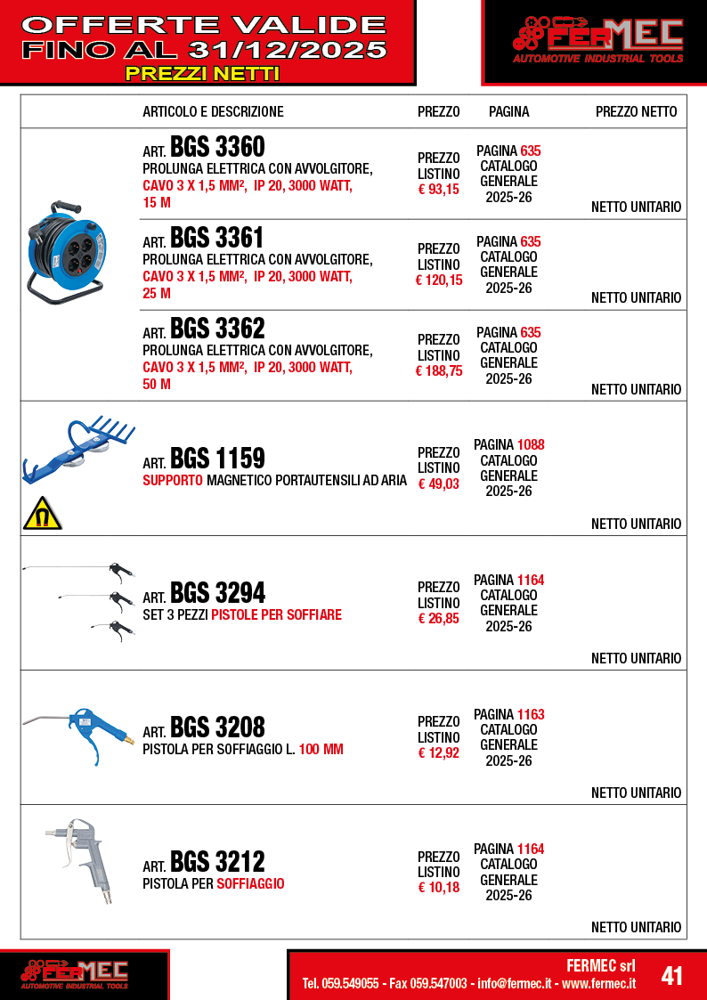 OFFERTE VALIDE
FINO AL 31/12/2025
PREZZI NETTI
FERMEC
AUTOMOTIVE INDUSTRIAL TOOLS
ARTICOLO E DESCRIZIONE PREZZO PAGINA PREZZO NETTO
ART. BGS 3360
PROLUNGA ELETTRICA CON AVVOLGITORE,
CAVO 3 X 1,5 MM², IP 20, 3000 WATT,
15 M
PREZZO
LISTINO
€ 93,15
PAGINA 635
CATALOGO
GENERALE
2025-26
NETTO UNITARIO
ART. BGS 3361
PROLUNGA ELETTRICA CON AVVOLGITORE,
CAVO 3 X 1,5 MM², IP 20, 3000 WATT,
25 M
PREZZO
LISTINO
€ 120,15
PAGINA 635
CATALOGO
GENERALE
2025-26
NETTO UNITARIO
ART. BGS 3362
PROLUNGA ELETTRICA CON AVVOLGITORE,
CAVO 3 X 1,5 MM², IP 20, 3000 WATT,
50 M
PREZZO
LISTINO
€ 188,75
PAGINA 635
CATALOGO
GENERALE
2025-26
NETTO UNITARIO
ART. BGS 1159
SUPPORTO MAGNETICO PORTAUTENSILI AD ARIA
PREZZO
LISTINO
€ 49,03
PAGINA 1088
CATALOGO
GENERALE
2025-26
NETTO UNITARIO
ART. BGS 3294
SET 3 PEZZI PISTOLE PER SOFFIARE
PREZZO
LISTINO
€ 26,85
PAGINA 1164
CATALOGO
GENERALE
2025-26
NETTO UNITARIO
ART. BGS 3208
PISTOLA PER SOFFIAGGIO L. 100 MM
PREZZO
LISTINO
€ 12,92
PAGINA 1163
CATALOGO
GENERALE
2025-26
NETTO UNITARIO
ART. BGS 3212
PISTOLA PER SOFFIAGGIO
PREZZO
LISTINO
€ 10,18
PAGINA 1164
CATALOGO
GENERALE
2025-26
NETTO UNITARIO
FERMEC
AUTOMOTIVE INDUSTRIAL TOOLS
FERMEC srl
Tel. 059.549055 - Fax 059.547003 - info@fermec.it - www.fermec.it
41